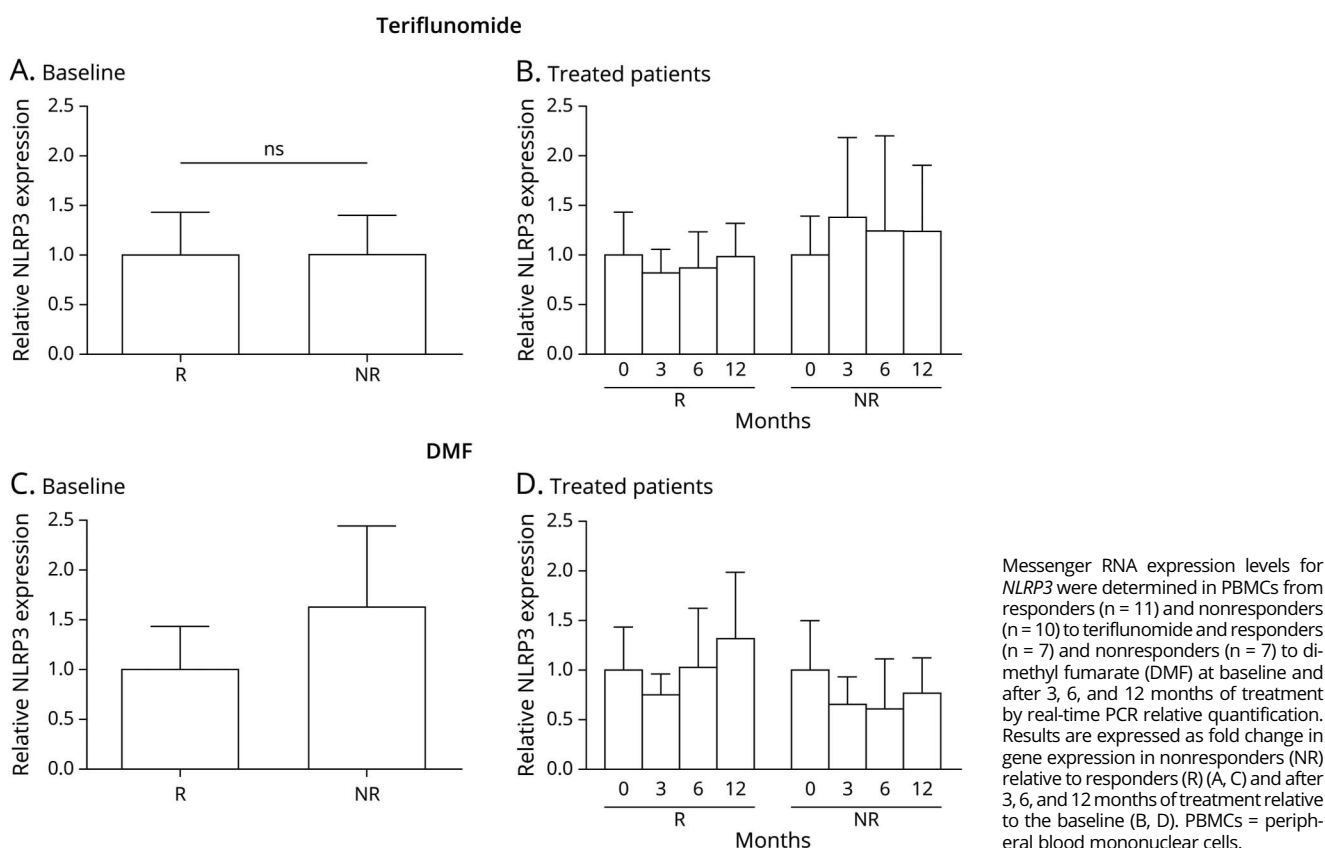 Teriflunomide
A. Baseline
Relative NLRP3 expression
2.5
2.0
1.5
1.0
0.5
0.0
ns
R NR
B. Treated patients
Relative NLRP3 expression
2.5
2.0
1.5
1.0
0.5
0.0
0 3 6 12 0 3 6 12
R NR
Months
DMF
C. Baseline
Relative NLRP3 expression
2.5
2.0
1.5
1.0
0.5
0.0
R NR
D. Treated patients
Relative NLRP3 expression
2.5
2.0
1.5
1.0
0.5
0.0
0 3 6 12 0 3 6 12
R NR
Months
Messenger RNA expression levels for
NLRP3 were determined in PBMCs from
responders (n = 11) and nonresponders
(n = 10) to teriflunomide and responders
(n = 7) and nonresponders (n = 7) to di-
methyl fumarate (DMF) at baseline and
after 3, 6, and 12 months of treatment
by real-time PCR relative quantification.
Results are expressed as fold change in
gene expression in nonresponders (NR)
relative to responders (R) (A, C) and after
3, 6, and 12 months of treatment relative
to the baseline (B, D). PBMCs = periph-
eral blood mononuclear cells.